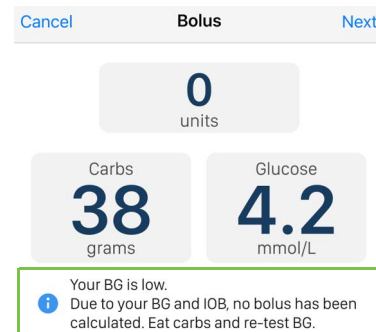 Cancel Bolus Next
0
units
Carbs Glucose
38 4.2
grams mmol/L
Your BG is low.
Due to your BG and IOB, no bolus has been
calculated. Eat carbs and re-test BG.